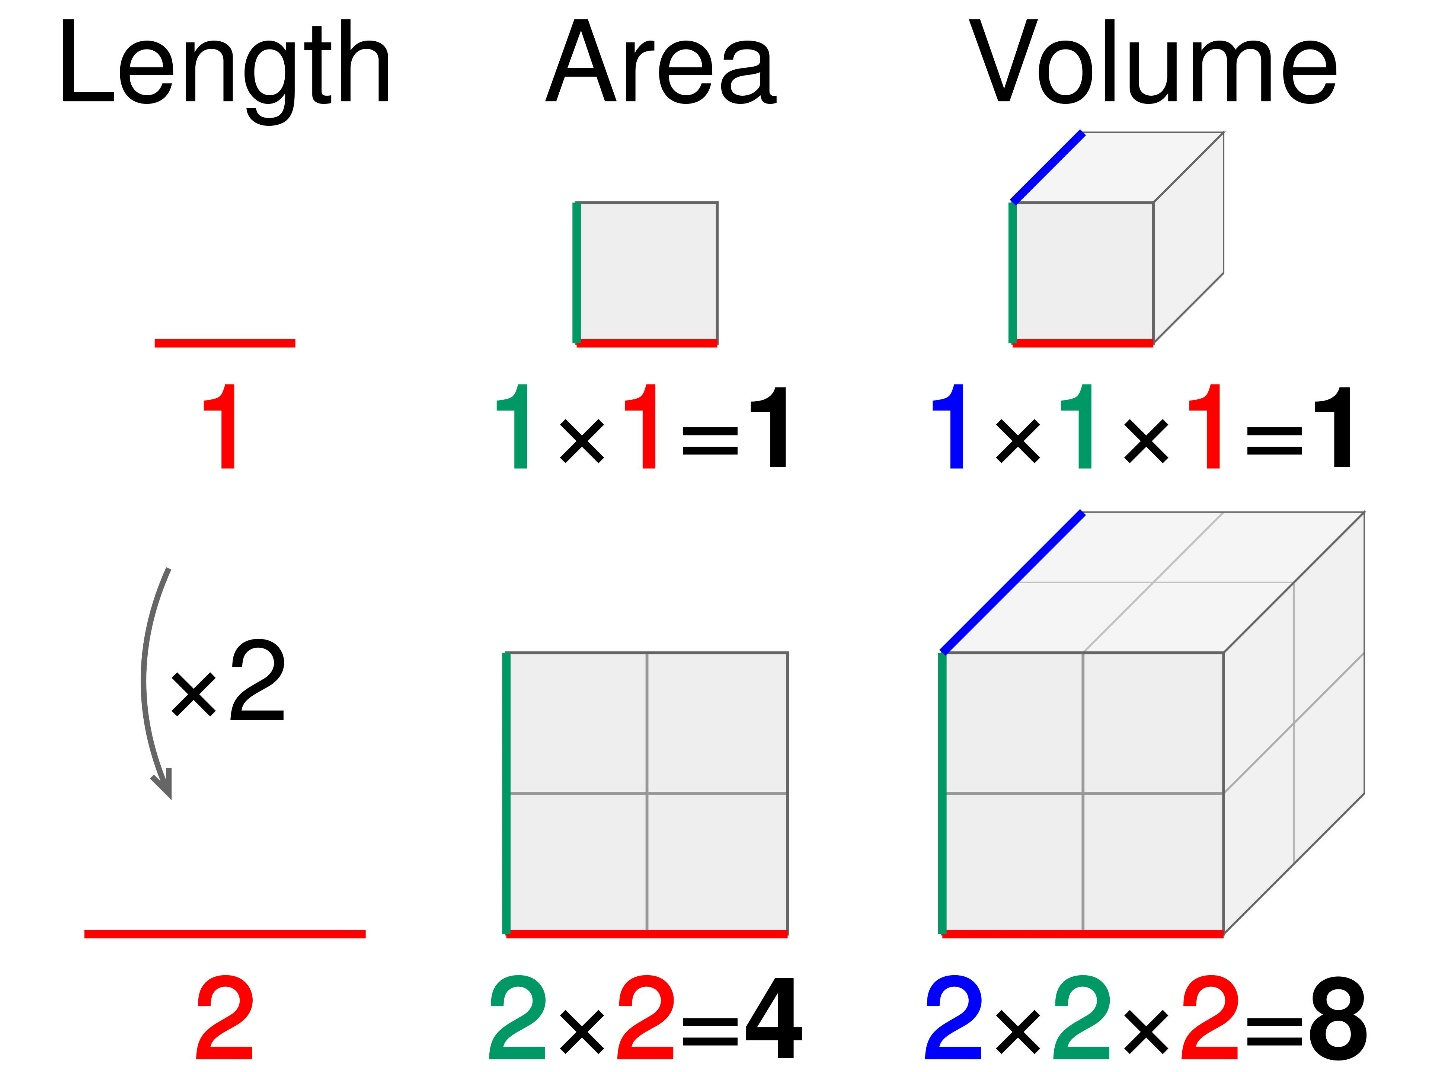 Length Area Volume
1 1×1=1 1×1×1=1
×2
2 2×2=4 2×2×2=8